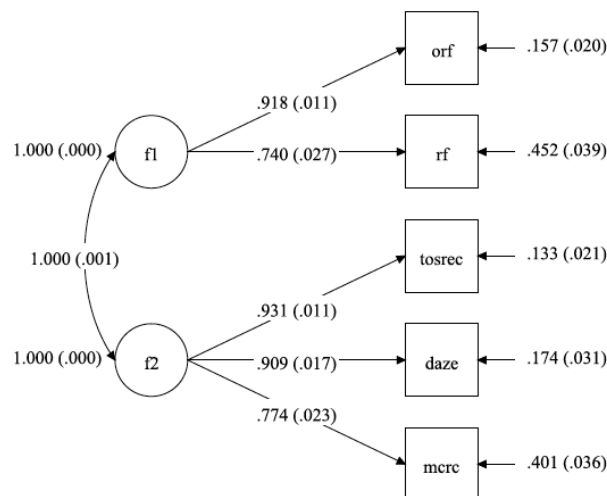 orf
.157 (.020)
.918 (.011)
1.000 (.000)
f1
.740 (.027)
rf
.452 (.039)
1.000 (.001)
tosrec
.133 (.021)
.931 (.011)
1.000 (.000)
f2
.909 (.017)
daze
.174 (.031)
.774 (.023)
mcrc
.401 (.036)